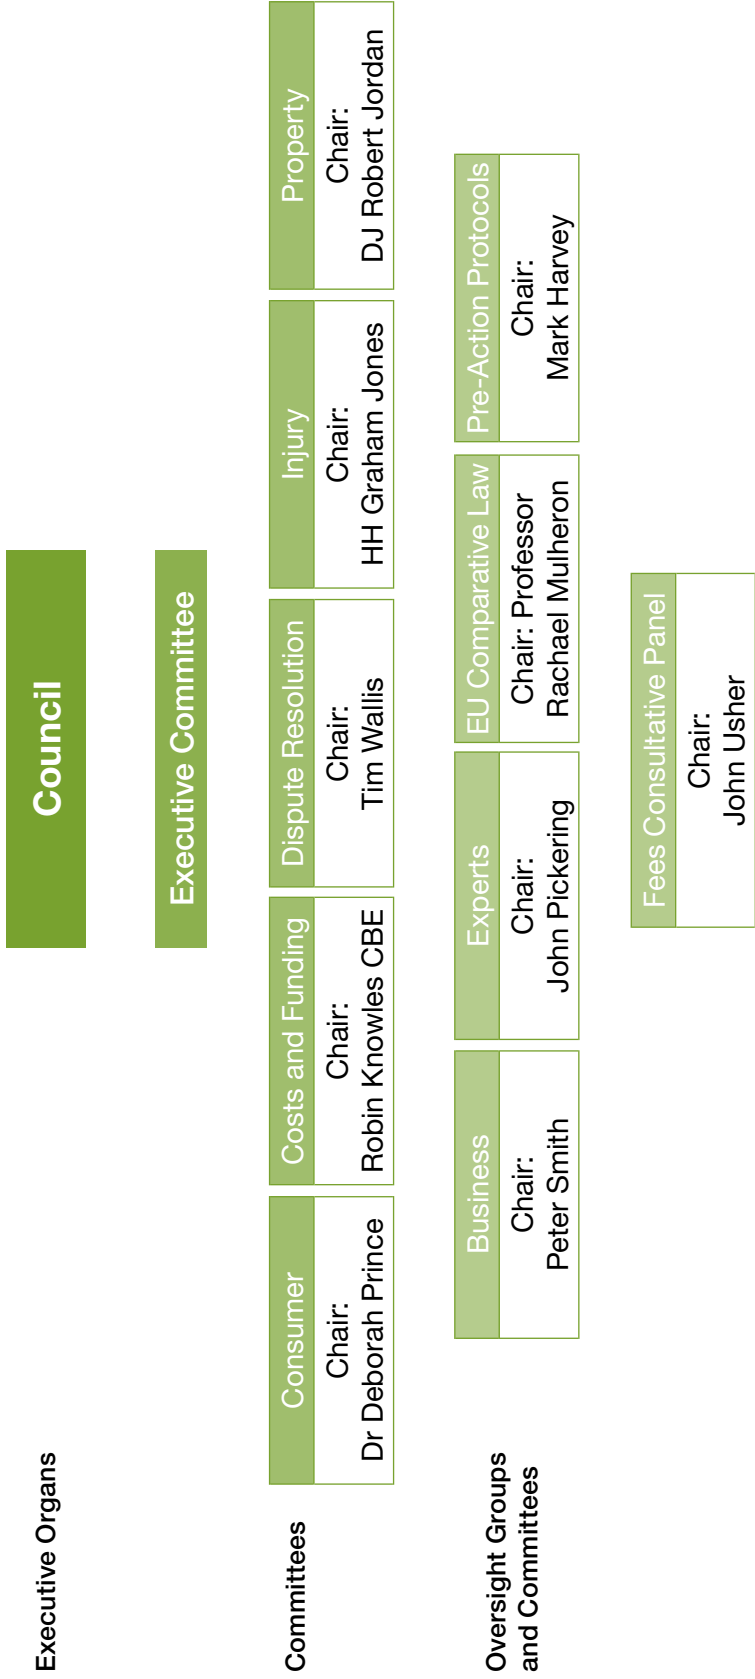 Executive Organs
Council
Executive Committee
Committees
Consumer
Chair:
Dr Deborah Prince
Costs and Funding
Chair:
Robin Knowles CBE
Dispute Resolution
Chair:
Tim Wallis
Injury
Chair:
HH Graham Jones
Property
Chair:
DJ Robert Jordan
Oversight Groups
and Committees
Business
Chair:
Peter Smith
Experts
Chair:
John Pickering
EU Comparative Law
Chair: Professor
Rachael Mulheron
Pre-Action Protocols
Chair:
Mark Harvey
Fees Consultative Panel
Chair:
John Usher